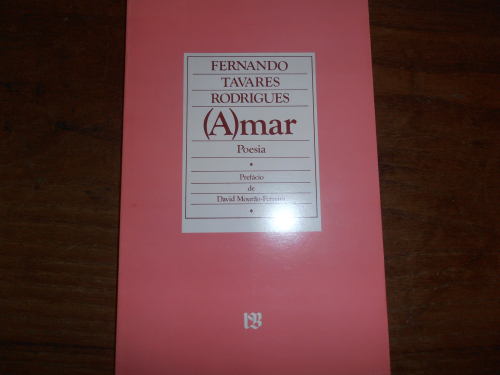 FERNANDO
TAVARES
RODRIGUES
(A)mar
Poesia
Prefácio
de
David Mourão-Ferreira